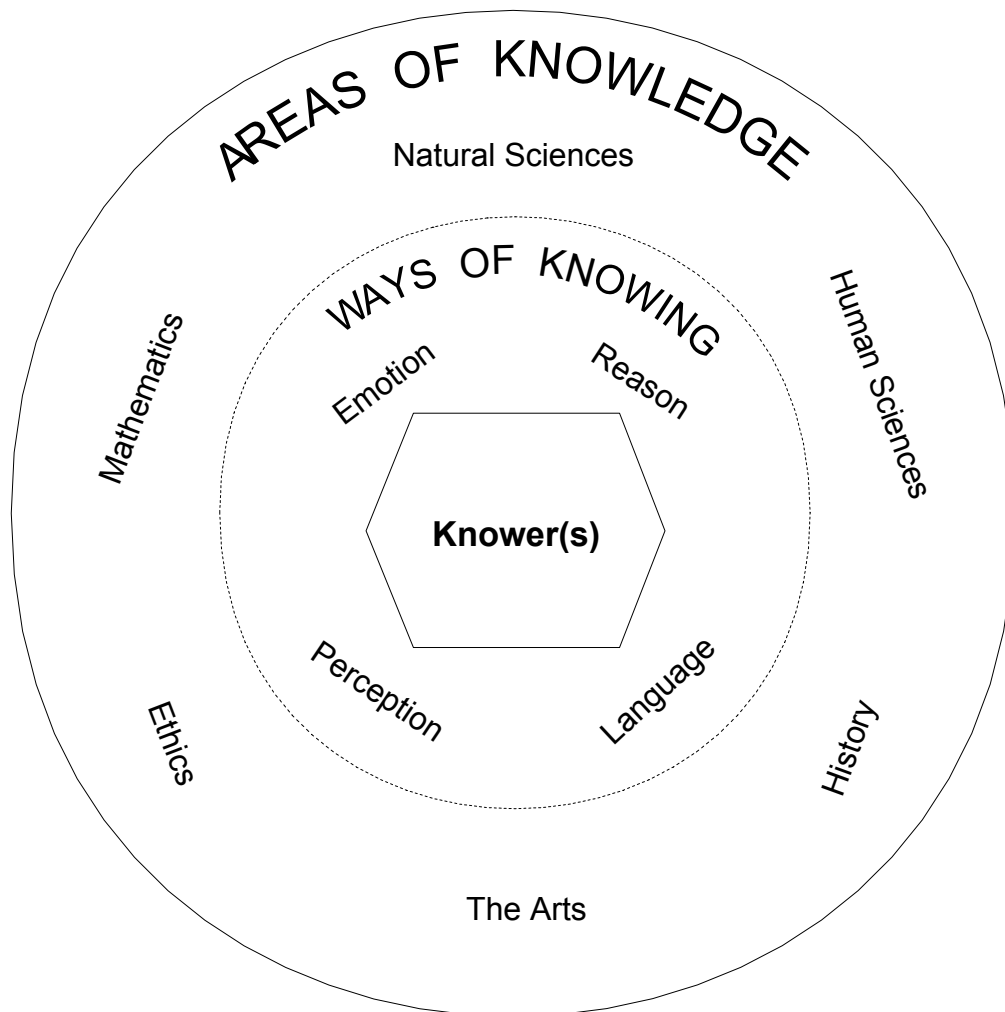 AREAS OF KNOWLEDGE
Natural Sciences
WAYS OF KNOWING
Mathematics
Human Sciences
Emotion
Reason
Knower(s)
Perception
Language
Ethics
History
The Arts